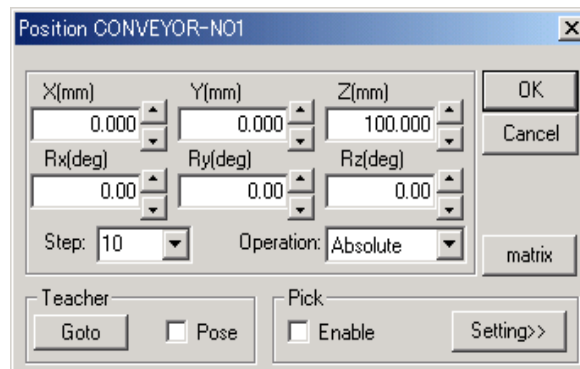 Position CONVEYOR-NO1
X(mm) Y(mm) Z(mm) OK
0.000 0.000 100.000 Cancel
Rx(deg) Ry(deg) Rz(deg)
0.00 0.00 0.00
Step: 10 Operation: Absolute matrix
Teacher Pick
Goto Pose Enable Setting>>